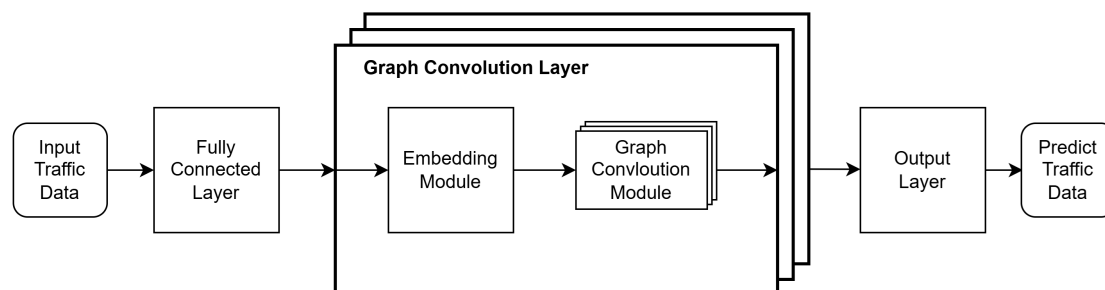 Graph Convolution Layer
Input
Traffic
Data
Fully
Connected
Layer
Embedding
Module
Graph
Convloution
Module
Output
Layer
Predict
Traffic
Data